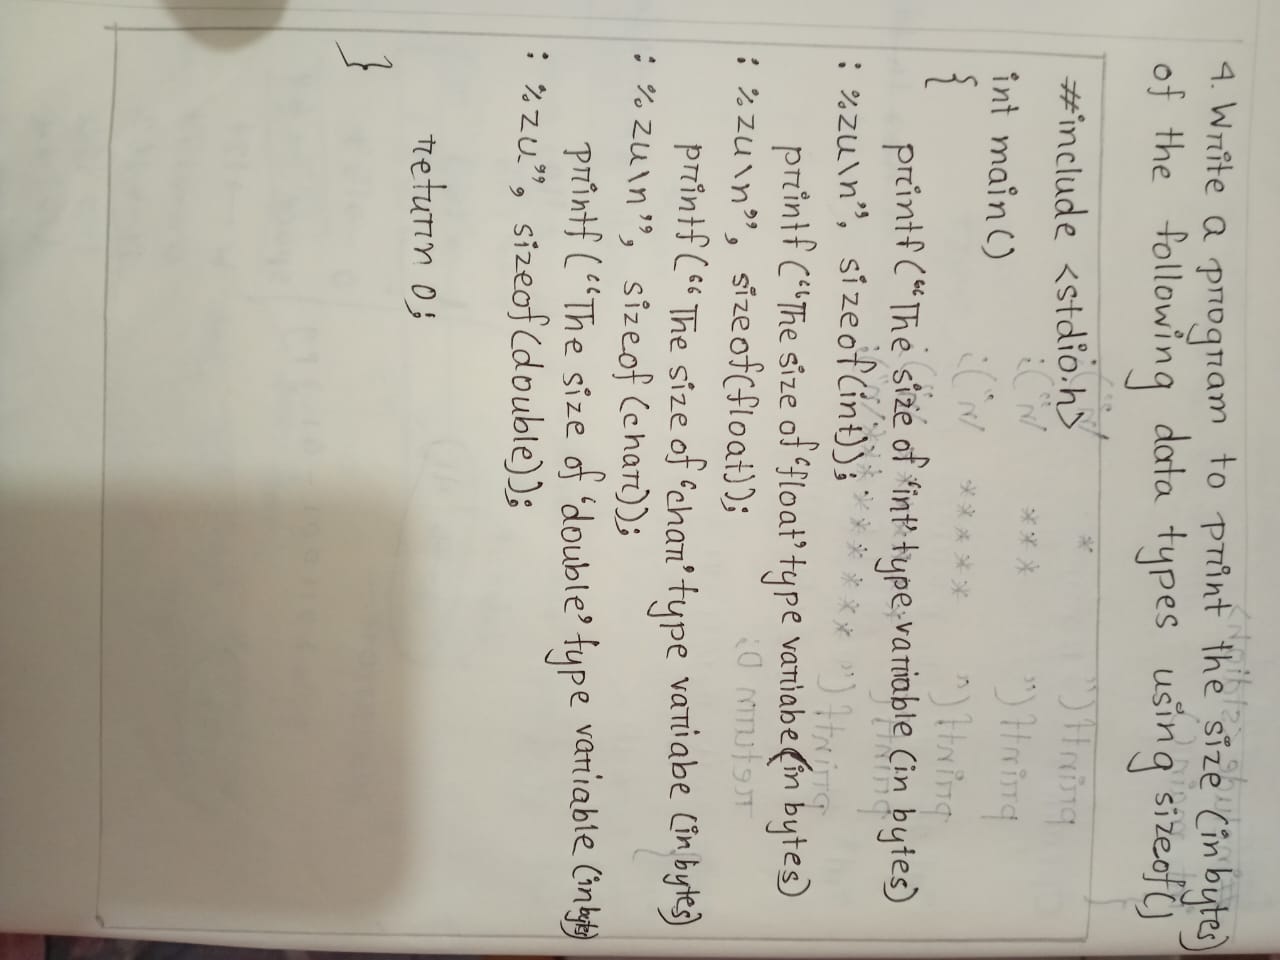 4. Write a program to print the size (in bytes)
of the following data types using sizeof()
#include <stdio.h>
int main()
{
printf("The size of 'int' type variable (in bytes)
: %zu\n", sizeof(int));
printf("The size of 'float' type variabe (in bytes)
: %zu\n", sizeof(float));
printf("The size of 'char' type variabe (in bytes)
: %zu\n", sizeof(char));
printf("The size of 'double' type variable (in bytes)
: %zu", sizeof(double));
return 0;
}